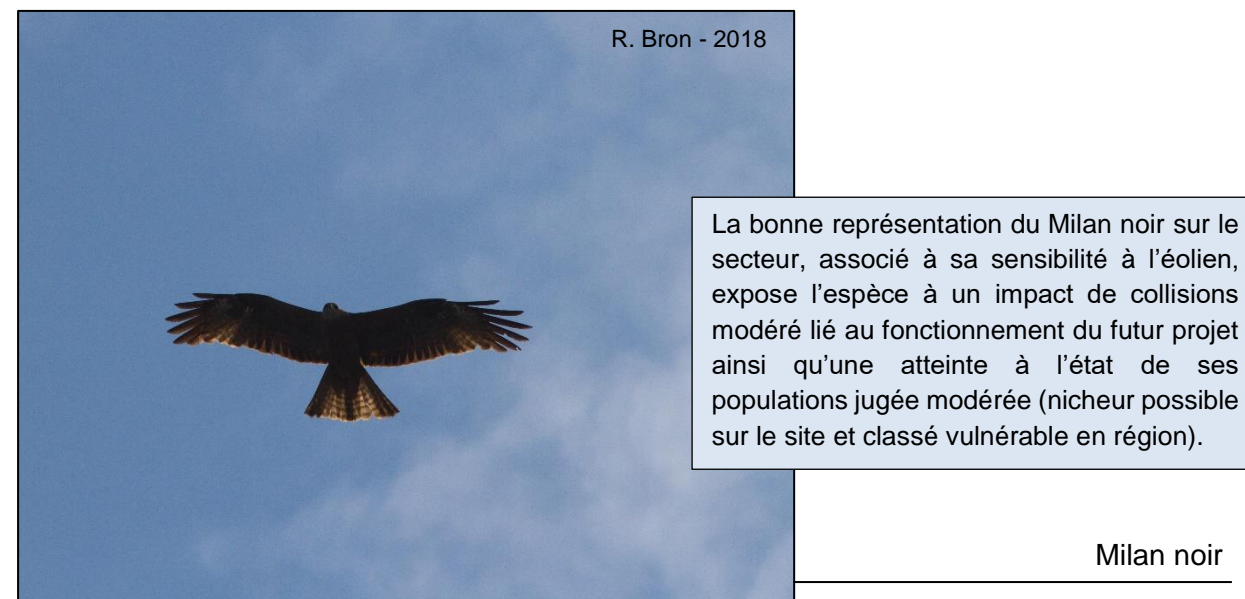 R. Bron - 2018
La bonne représentation du Milan noir sur le
secteur, associé à sa sensibilité à l’éolien,
expose l’espèce à un impact de collisions
modéré lié au fonctionnement du futur projet
ainsi qu’une atteinte à l’état de ses
populations jugée modérée (nicheur possible
sur le site et classé vulnérable en région).
Milan noir